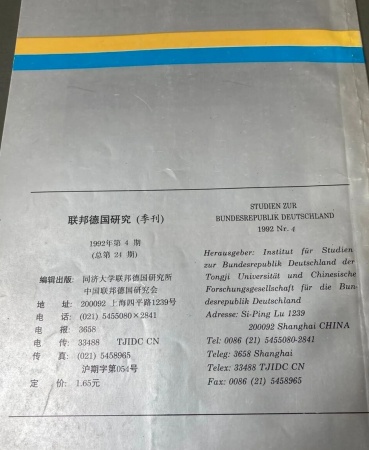 联邦德国研究 (季刊)
1992年第 4 期
(总第 24 期)
编辑出版: 同济大学联邦德国研究所
中国联邦德国研究会
地 址: 200092 上海四平路1239号
电 话: (021) 5455080×2841
电 报: 3658
电 传: 33488 TJIDC CN
传 真: (021) 5458965
沪期字第054号
定 价: 1.65元
STUDIEN ZUR
BUNDESREPUBLIK DEUTSCHLAND
1992 Nr. 4
Herausgeber: Institut für Studien
zur Bundesrepublik Deutschland der
Tongji Universität und Chinesische
Forschungsgesellschaft für die Bun-
desrepublik Deutschland
Adresse: Si-Ping Lu 1239
200092 Shanghai CHINA
Tel: 0086 (21) 5455080-2841
Teleg: 3658 Shanghai
Telex: 33488 TJIDC CN
Fax: 0086 (21) 5458965